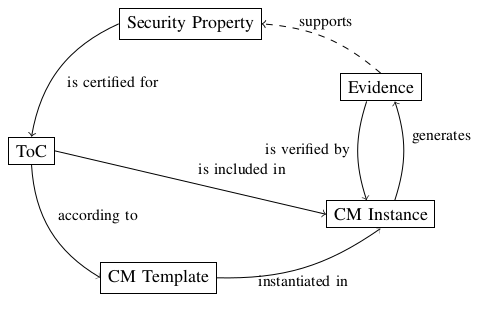 Security Property
supports
is certified for
Evidence
generates
is verified by
ToC
is included in
according to
CM Instance
CM Template
instantiated in